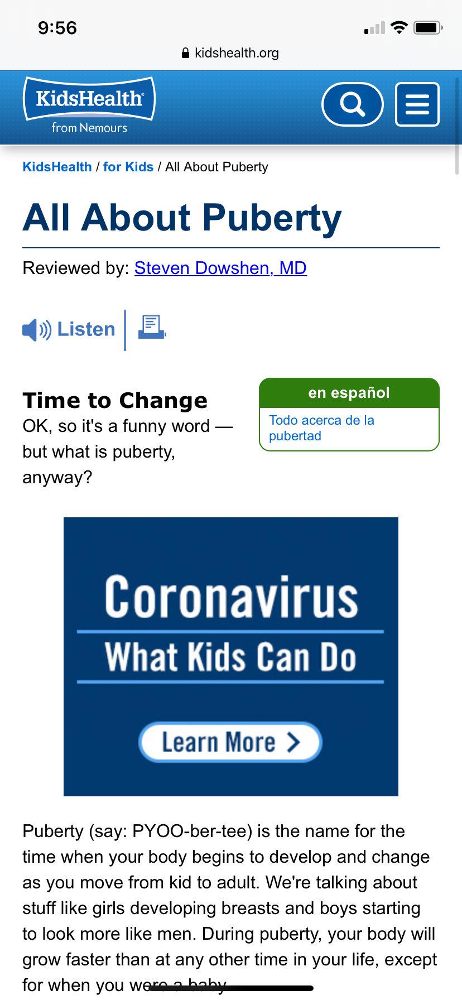 9:56
kidshealth.org
KidsHealth®
from Nemours
KidsHealth / for Kids / All About Puberty
All About Puberty
Reviewed by: Steven Dowshen, MD
Listen
Time to Change
OK, so it's a funny word —
but what is puberty,
anyway?
en español
Todo acerca de la
pubertad
Coronavirus
What Kids Can Do
Learn More >
Puberty (say: PYOO-ber-tee) is the name for the
time when your body begins to develop and change
as you move from kid to adult. We're talking about
stuff like girls developing breasts and boys starting
to look more like men. During puberty, your body will
grow faster than at any other time in your life, except
for when you were a baby.